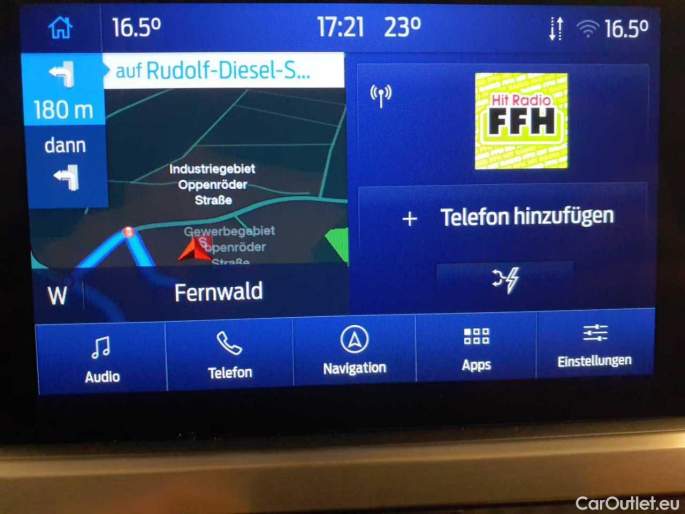 16.5°
17:21
23°
16.5°
auf Rudolf-Diesel-S...
180 m
dann
Industriegebiet
Oppenröder
Straße
Gewerbegebiet
Oppenröder
Straße
S
W
Fernwald
Hit Radio
FFH
+ Telefon hinzufügen
Audio
Telefon
Navigation
Apps
Einstellungen
CarOutlet.eu